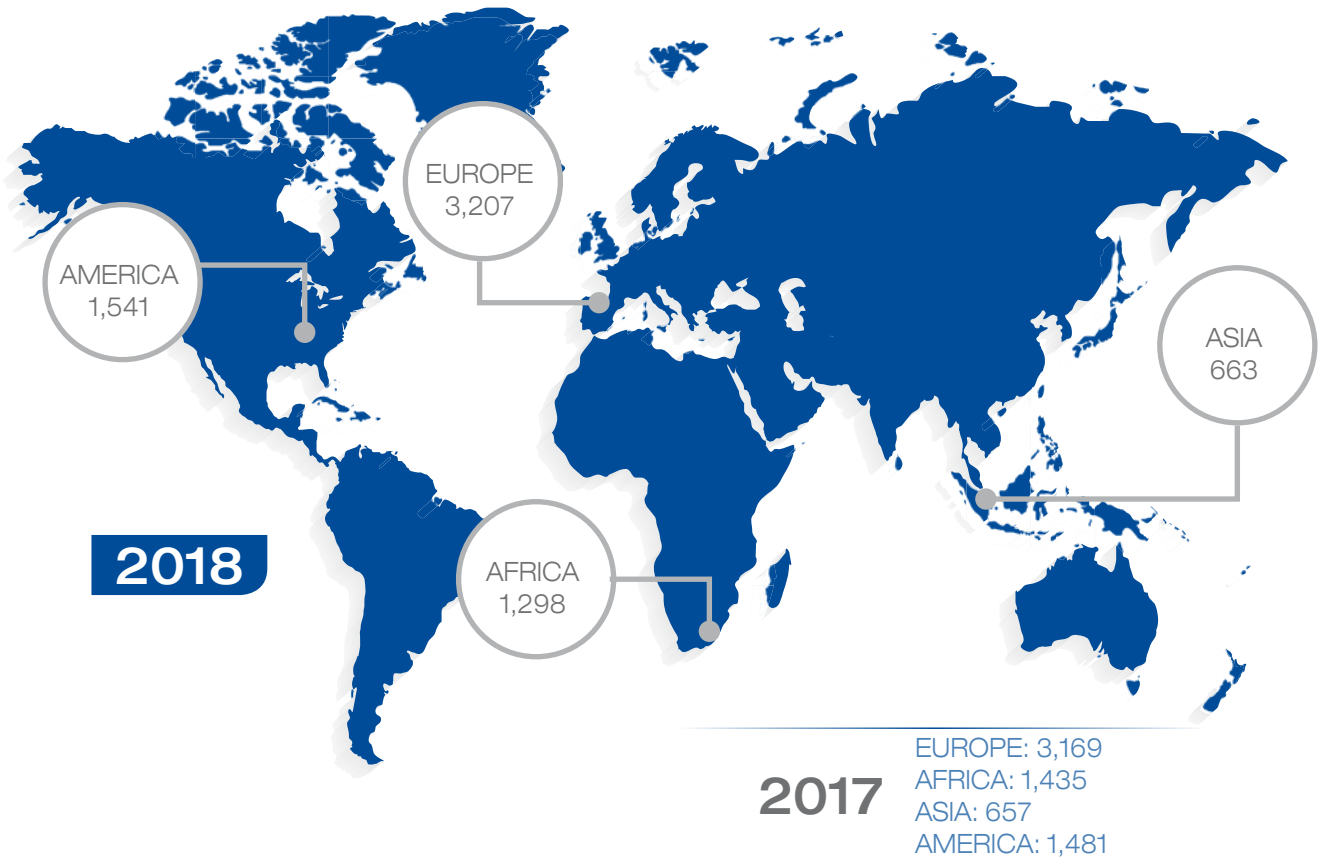 EUROPE
3,207
AMERICA
1,541
ASIA
663
2018
AFRICA
1,298
2017
EUROPE: 3,169
AFRICA: 1,435
ASIA: 657
AMERICA: 1,481